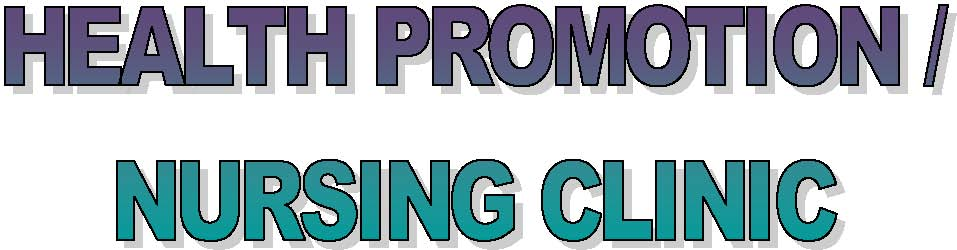 HEALTH PROMOTION /
NURSING CLINIC